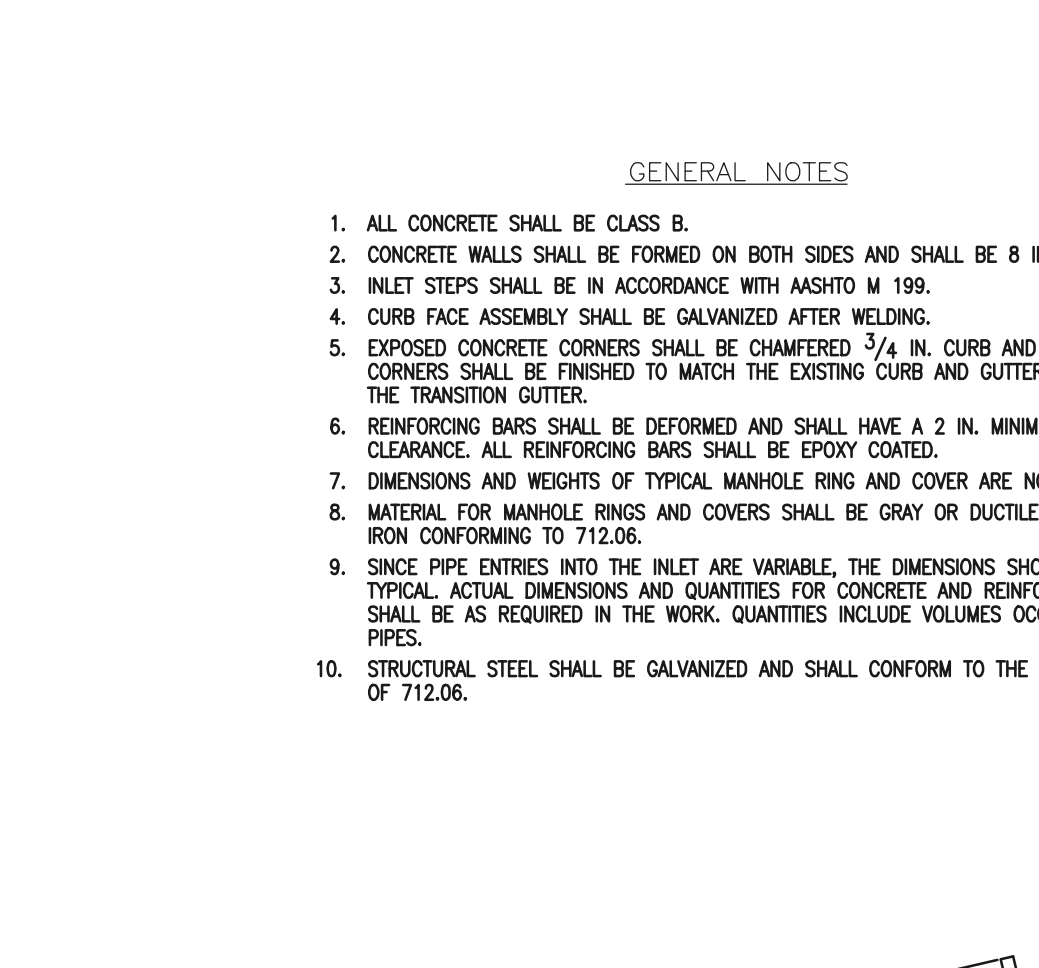 GENERAL NOTES
1. ALL CONCRETE SHALL BE CLASS B.
2. CONCRETE WALLS SHALL BE FORMED ON BOTH SIDES AND SHALL BE 8
3. INLET STEPS SHALL BE IN ACCORDANCE WITH AASHTO M 199.
4. CURB FACE ASSEMBLY SHALL BE GALVANIZED AFTER WELDING.
5. EXPOSED CONCRETE CORNERS SHALL BE CHAMFERED 3/4 IN. CURB AND
CORNERS SHALL BE FINISHED TO MATCH THE EXISTING CURB AND GUTTER
THE TRANSITION GUTTER.
6. REINFORCING BARS SHALL BE DEFORMED AND SHALL HAVE A 2 IN. MINIM
CLEARANCE. ALL REINFORCING BARS SHALL BE EPOXY COATED.
7. DIMENSIONS AND WEIGHTS OF TYPICAL MANHOLE RING AND COVER ARE
8. MATERIAL FOR MANHOLE RINGS AND COVERS SHALL BE GRAY OR DUCTILE
IRON CONFORMING TO 712.06.
9. SINCE PIPE ENTRIES INTO THE INLET ARE VARIABLE, THE DIMENSIONS SHO
TYPICAL. ACTUAL DIMENSIONS AND QUANTITIES FOR CONCRETE AND REINFO
SHALL BE AS REQUIRED IN THE WORK. QUANTITIES INCLUDE VOLUMES OCC
PIPES.
10. STRUCTURAL STEEL SHALL BE GALVANIZED AND SHALL CONFORM TO THE
OF 712.06.